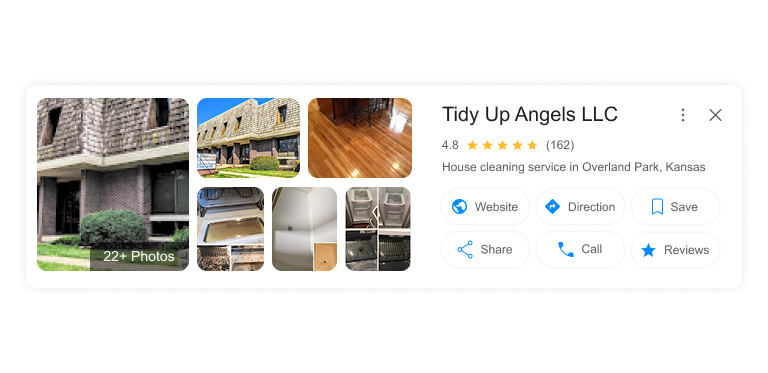 Tidy Up Angels LLC
4.8 (162)
House cleaning service in Overland Park, Kansas
Website
Direction
Save
Share
Call
Reviews
22+ Photos